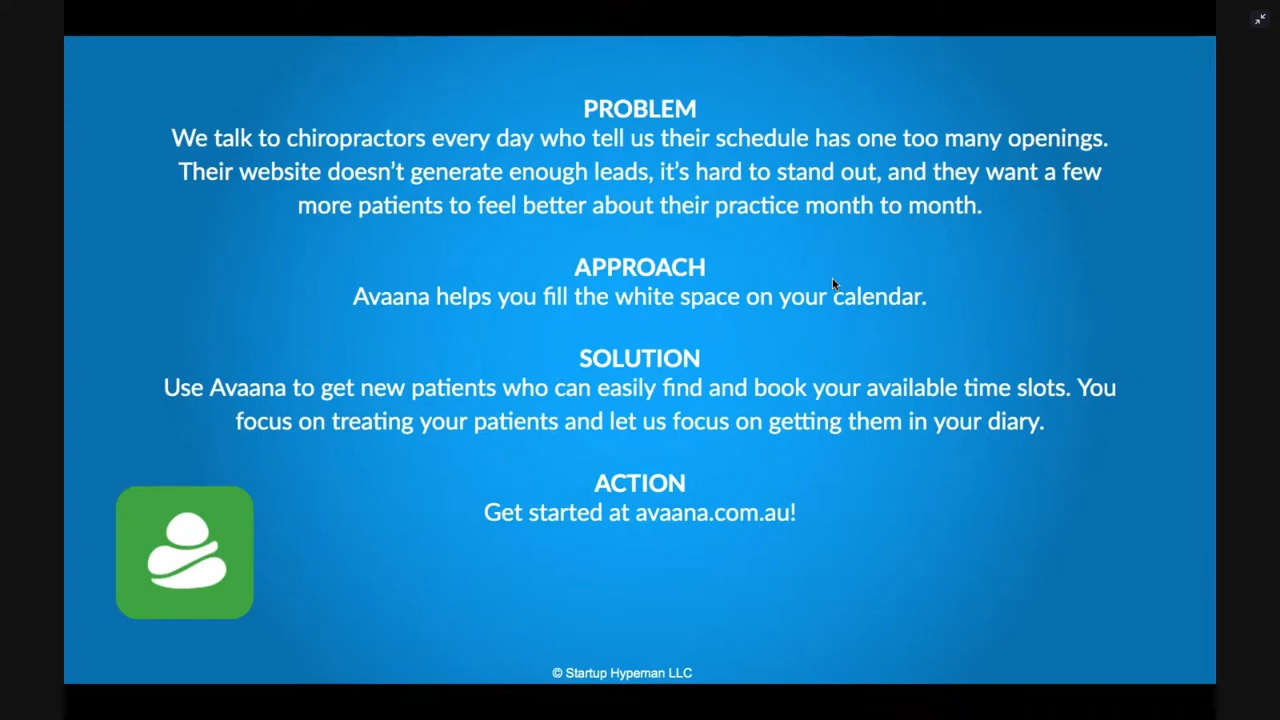 PROBLEM
We talk to chiropractors every day who tell us their schedule has one too many openings.
Their website doesn't generate enough leads, it's hard to stand out, and they want a few
more patients to feel better about their practice month to month.
APPROACH
Avaana helps you fill the white space on your calendar.
SOLUTION
Use Avaana to get new patients who can easily find and book your available time slots. You
focus on treating your patients and let us focus on getting them in your diary.
ACTION
Get started at avaana.com.au!
© Startup Hypeman LLC